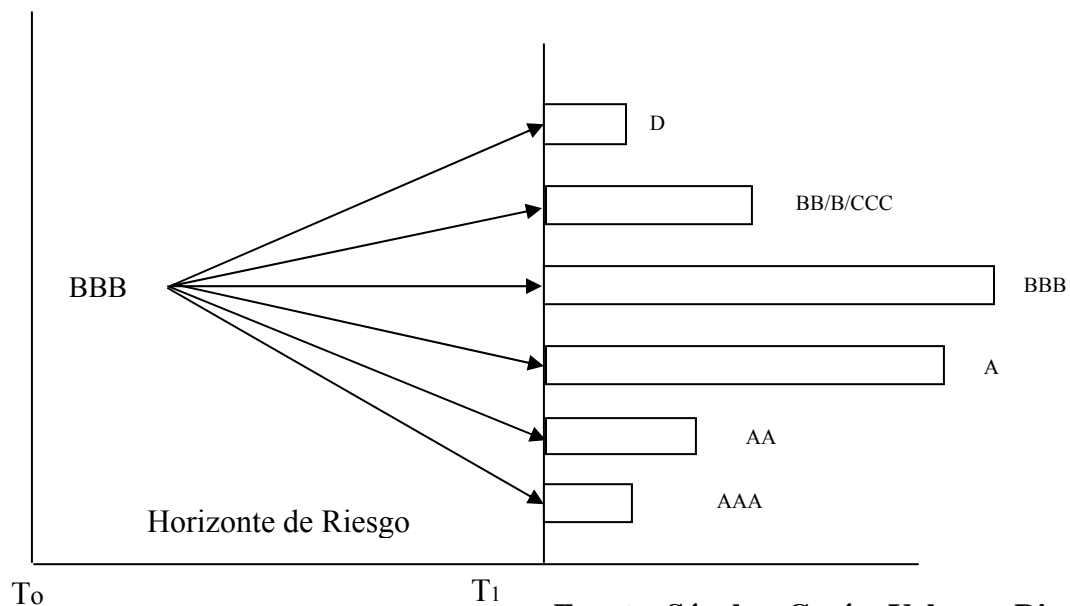 D
BB/B/CCC
BBB
BBB
A
AA
AAA
Horizonte de Riesgo
To
T1